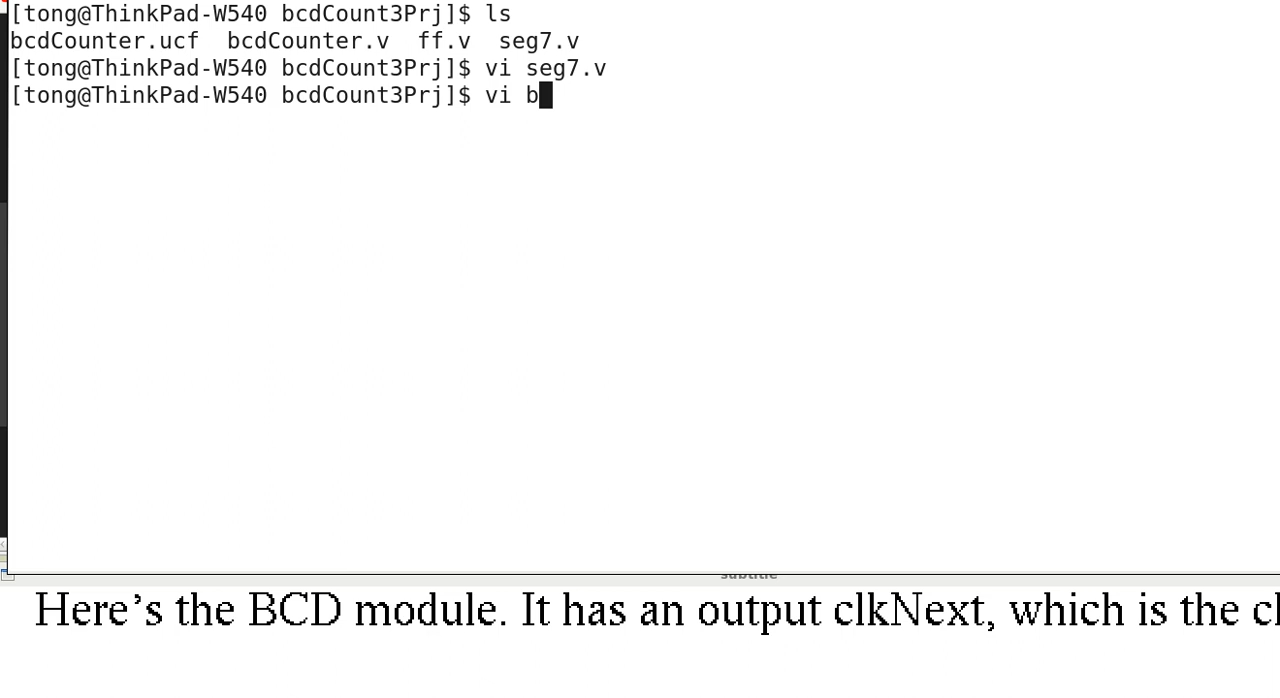 [tong@ThinkPad-W540 bcdCount3Prj]$ ls
bcdCounter.ucf  bcdCounter.v  ff.v  seg7.v
[tong@ThinkPad-W540 bcdCount3Prj]$ vi seg7.v
[tong@ThinkPad-W540 bcdCount3Prj]$ vi b
subtitle
Here’s the BCD module. It has an output clkNext, which is the